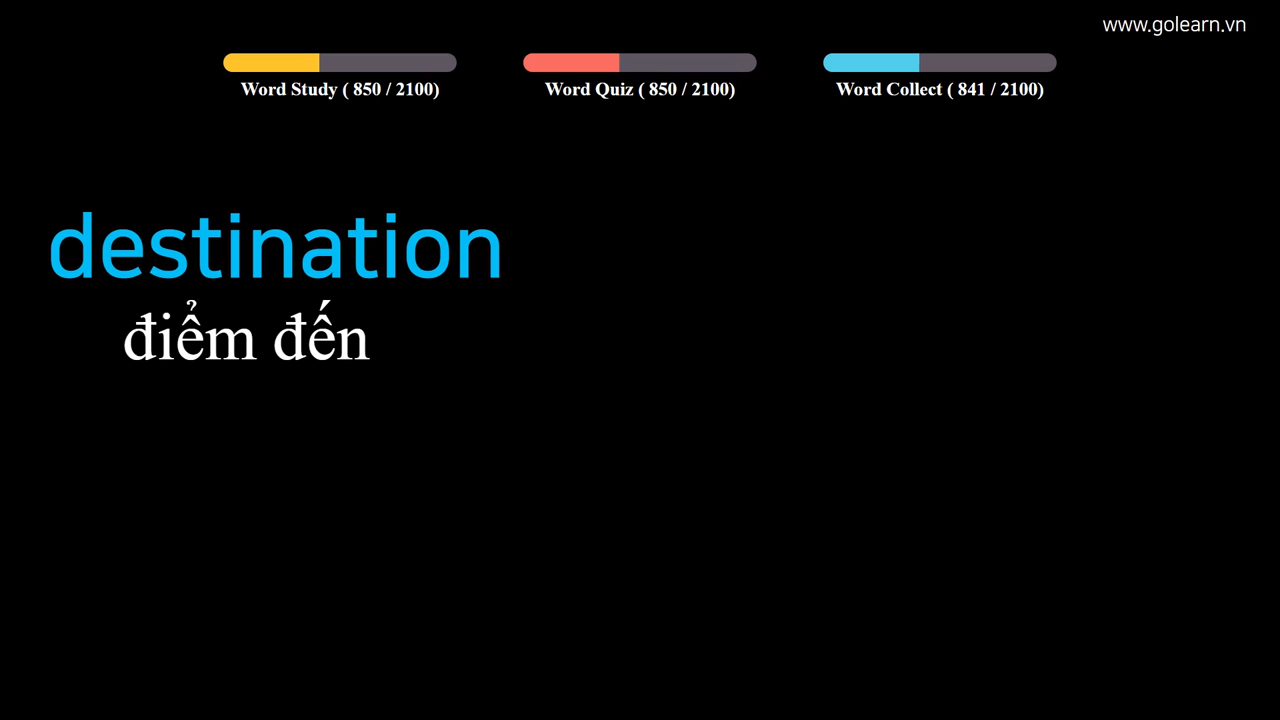 www.golearn.vn
Word Study ( 850 / 2100)
Word Quiz ( 850 / 2100)
Word Collect ( 841 / 2100)
destination
điểm đến